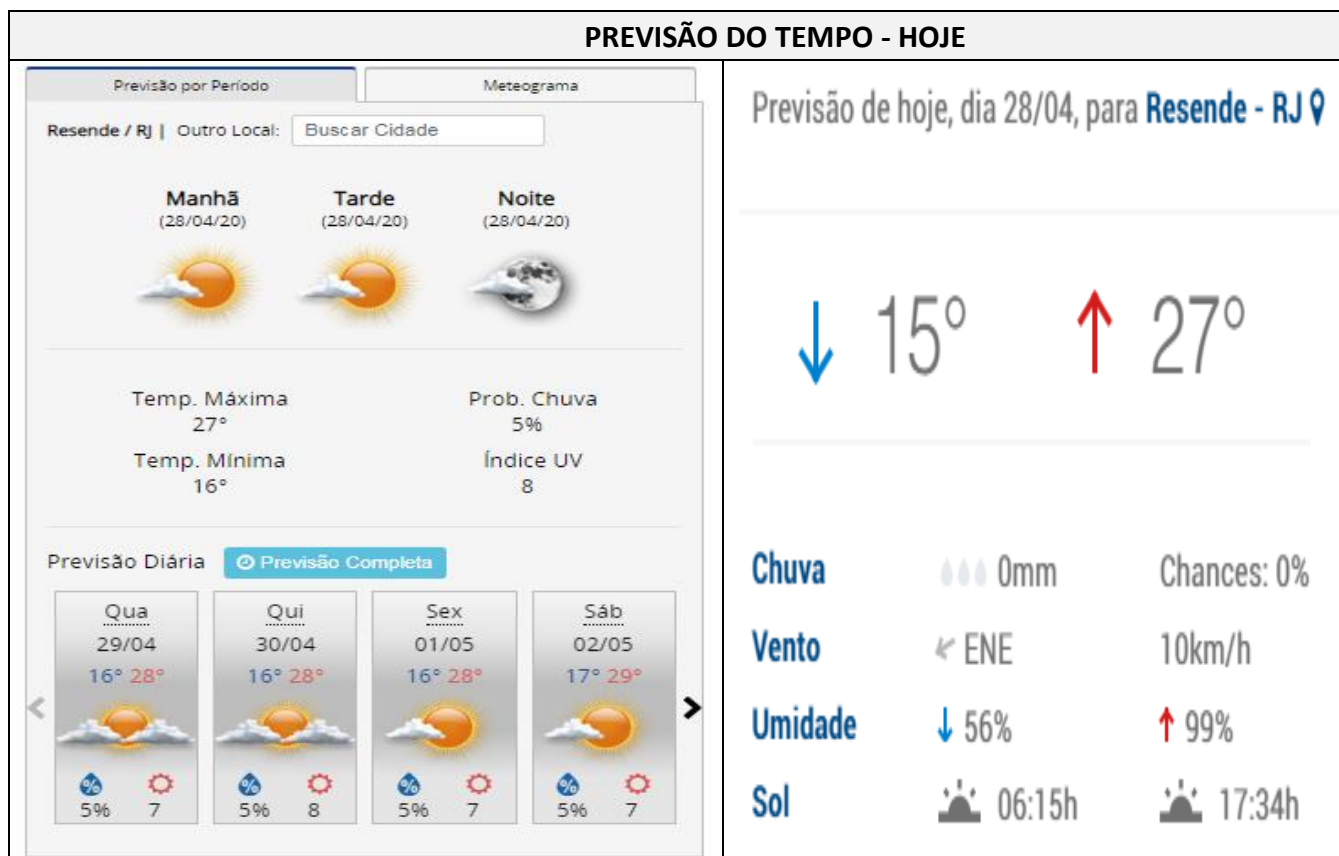 PREVISÃO DO TEMPO - HOJE
Previsão por Período
Meteograma
Resende / RJ | Outro Local: Buscar Cidade
Manhã Tarde Noite
(28/04/20) (28/04/20) (28/04/20)
Temp. Máxima Prob. Chuva
27° 5%
Temp. Mínima Índice UV
16° 8
Previsão Diária Previsão Completa
Qua Qui Sex Sáb
29/04 30/04 01/05 02/05
16° 28° 16° 28° 16° 28° 17° 29°
% % % %
5% 7 5% 8 5% 7 5% 7
Previsão de hoje, dia 28/04, para Resende - RJ
15° 27°
Chuva 0mm Chances: 0%
Vento ENE 10km/h
Umidade 56% 99%
Sol 06:15h 17:34h